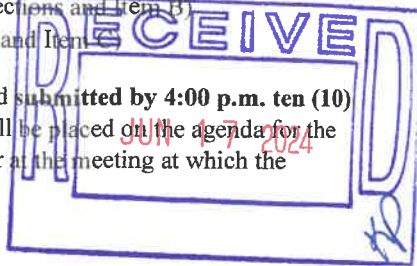 ections and Item B)
and Item C)
RECEIVED
d submitted by 4:00 p.m. ten (10)
ll be placed on the agenda for the
JUN 17 2024
r at the meeting at which the